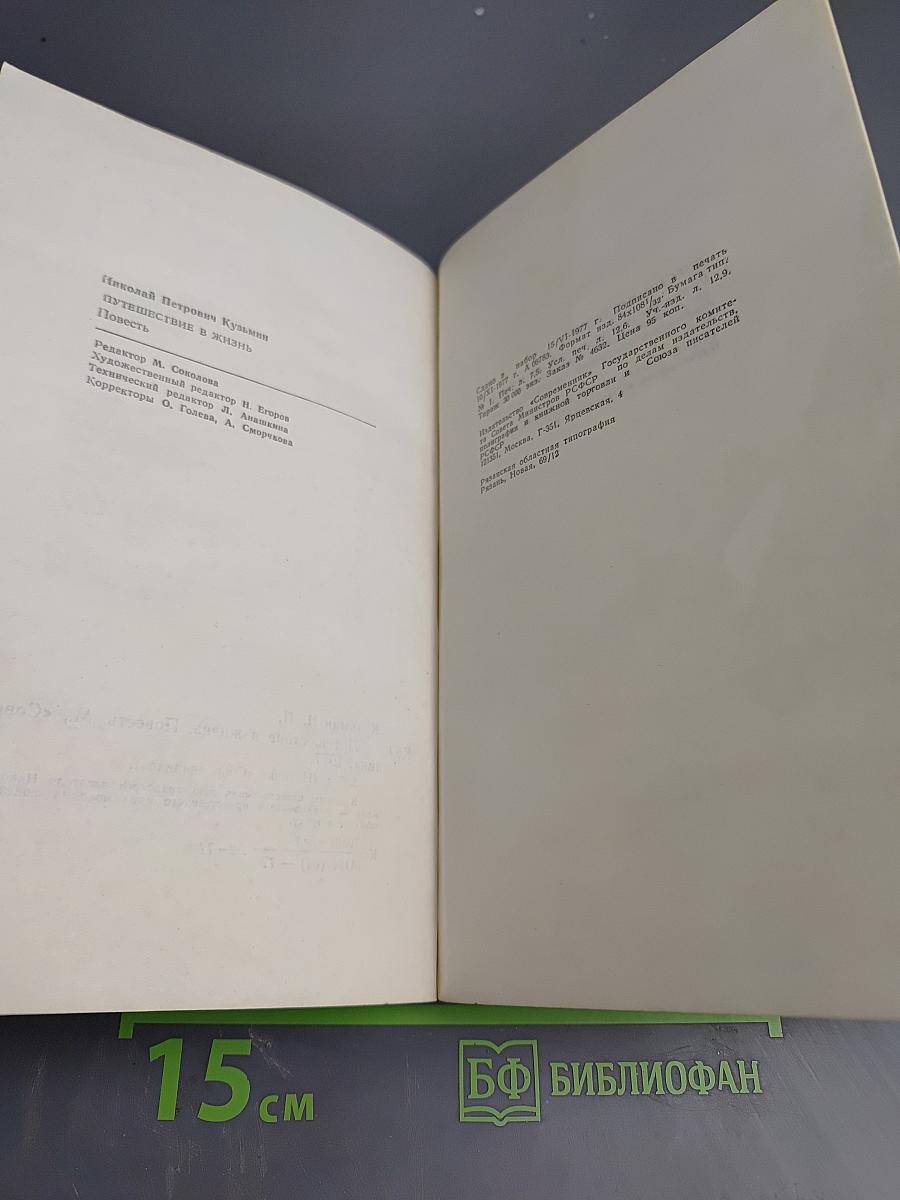 Николай Петрович Кузьмин
ПУТЕШЕСТВИЕ В ЖИЗНЬ
Повесть
Редактор М. Соколова
Художественный редактор Н. Егоров
Технический редактор Л. Анашкина
Корректоры О. Голева, А. Сморчкова
Сдано в набор 15/VI-1977 г. Подписано в печать
10/XI-1977 г. А 06783. Формат изд. 84х108 1/32. Бумага тип.
№ 1. Печ. л. 7,5. Усл. печ. л. 12,6. Уч.-изд. л. 12,9.
Тираж 30 000 экз. Заказ № 4632. Цена 95 коп.
Издательство «Современник» Государственного комите-
та Совета Министров РСФСР по делам издательств,
полиграфии и книжной торговли и Союза писателей
РСФСР
121351, Москва, Г-351, Ярцевская, 4
Рязанская областная типография
Рязань, Новая, 69/12
15 см
БФ БИБЛИОФАН